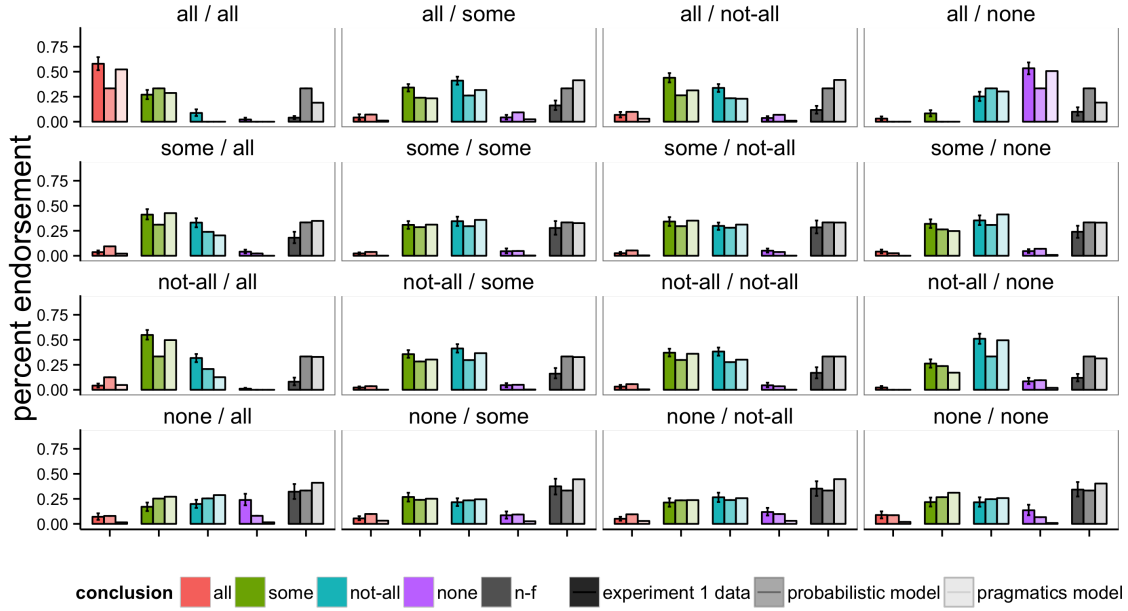 all / all
all / some
all / not-all
all / none
0.75
0.50
0.25
0.00
some / all
some / some
some / not-all
some / none
0.75
0.50
0.25
0.00
not-all / all
not-all / some
not-all / not-all
not-all / none
0.75
0.50
0.25
0.00
none / all
none / some
none / not-all
none / none
0.75
0.50
0.25
0.00
percent endorsement
conclusion all some not-all none n-f experiment 1 data probabilistic model pragmatics model